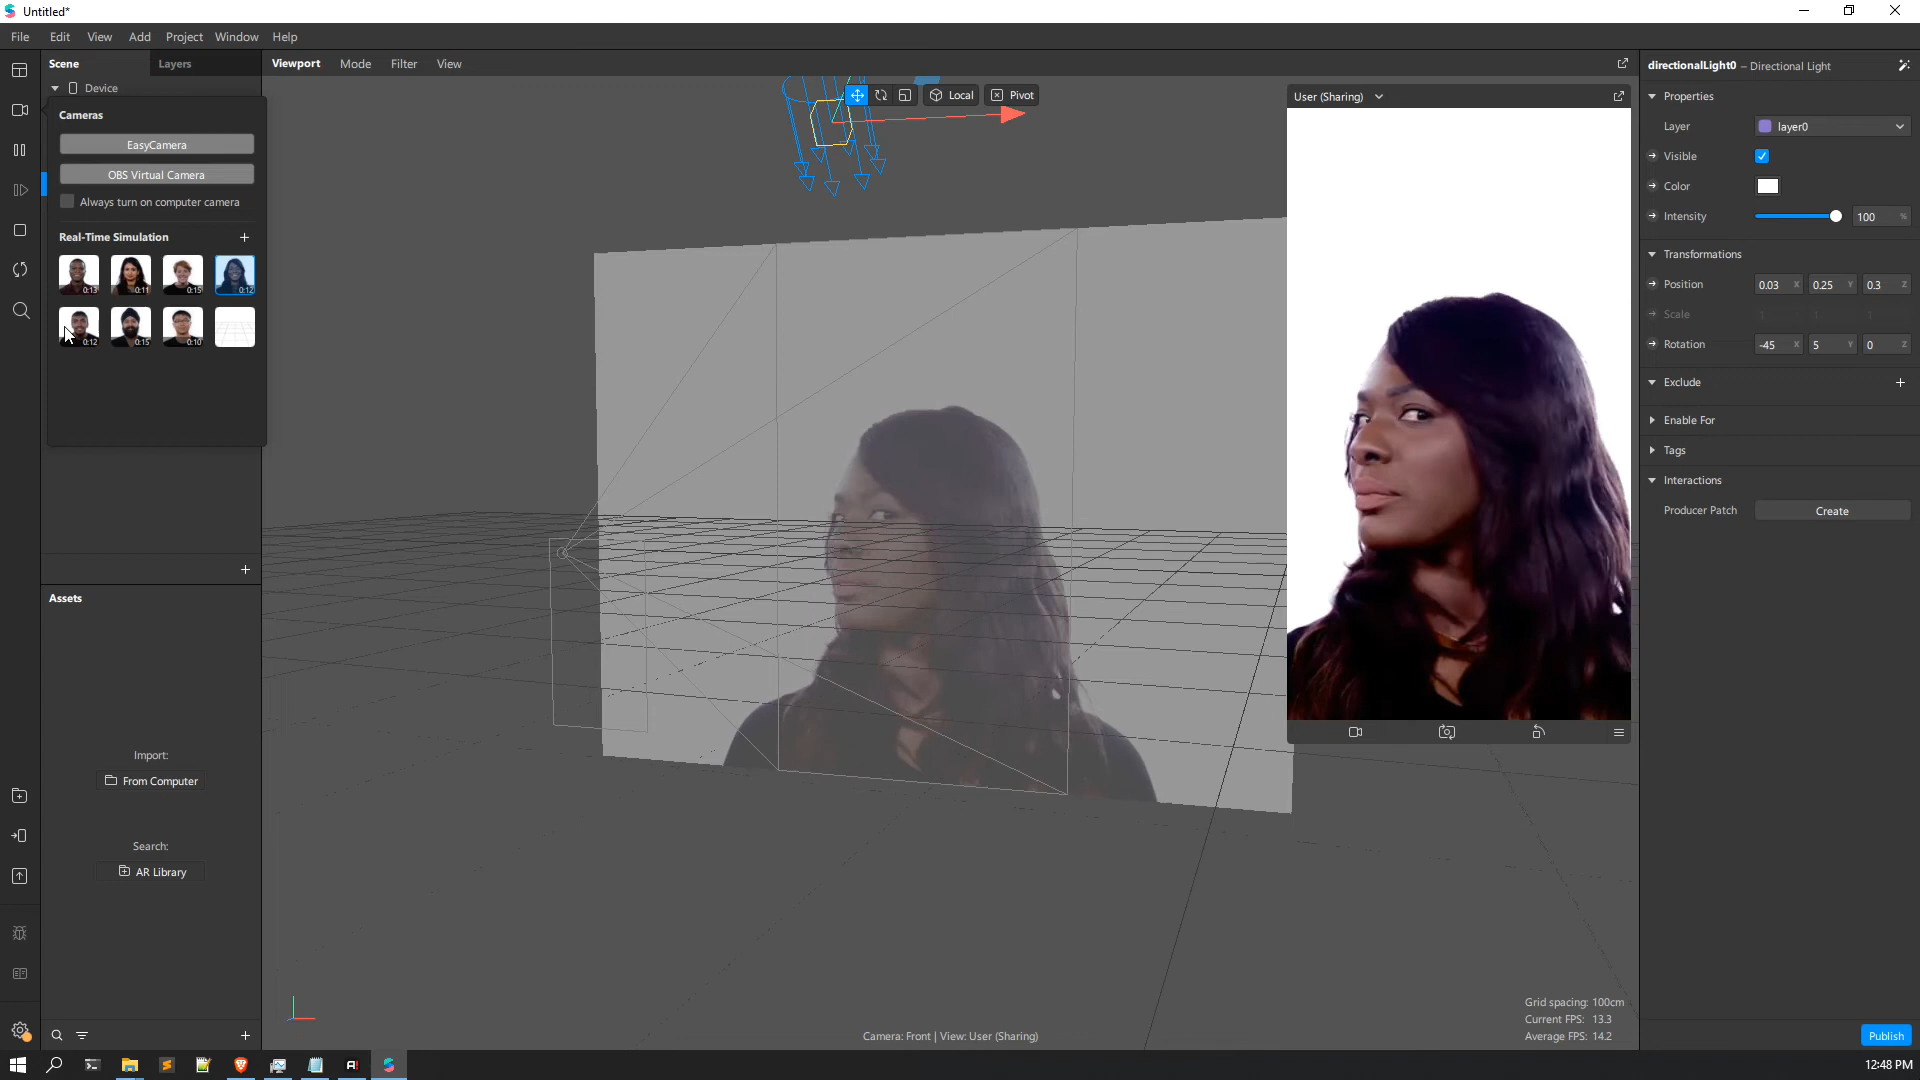 Untitled*
File Edit View Add Project Window Help
Scene Layers
Device
Cameras
EasyCamera
OBS Virtual Camera
Always turn on computer camera
Real-Time Simulation
0:13 0:11 0:15 0:12
0:12 0:15 0:10
Assets
Import:
From Computer
Search:
AR Library
Viewport Mode Filter View
Local Pivot
User (Sharing)
Grid spacing: 100cm
Current FPS: 13.3
Average FPS: 14.2
Camera: Front | View: User (Sharing)
directionalLight0 – Directional Light
Properties
Layer layer0
Visible
Color
Intensity 100 %
Transformations
Position 0.03 X 0.25 Y 0.3 Z
Scale 1 1 1
Rotation -45 X 5 Y 0 Z
Exclude
Enable For
Tags
Interactions
Producer Patch Create
Publish
12:48 PM